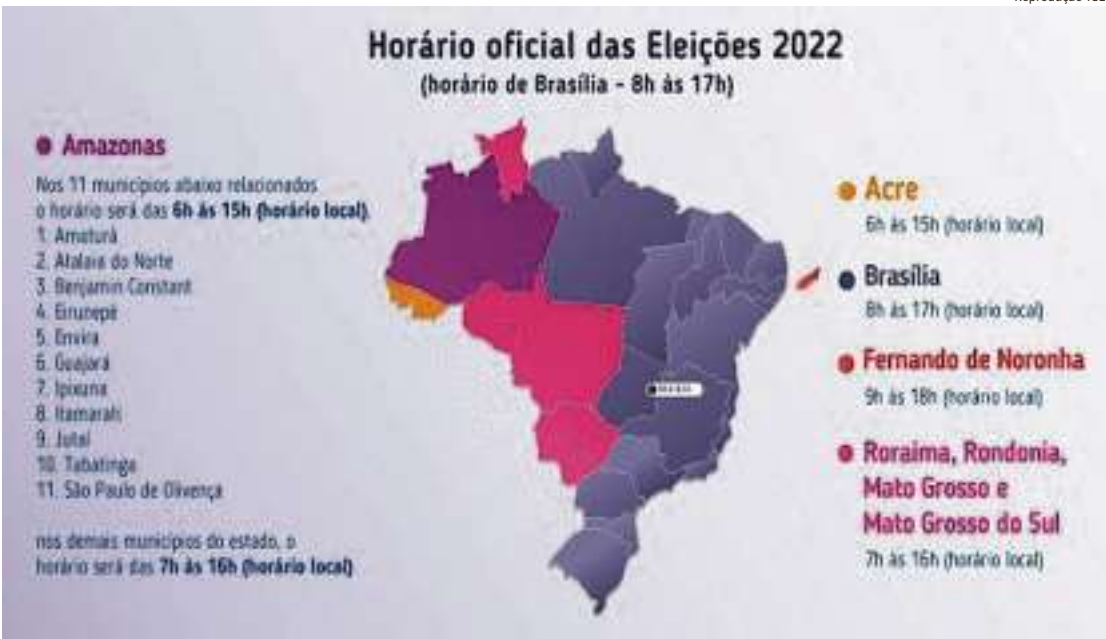 Horário oficial das Eleições 2022
(horário de Brasília - 8h às 17h)
Amazonas
Nos 11 municípios abaixo relacionados
o horário será das 6h às 15h (horário local).
1. Amaturá
2. Atalaia do Norte
3. Benjamin Constant
4. Eirunepé
5. Envira
6. Guajará
7. Ipixuna
8. Itamarati
9. Jutaí
10. Tabatinga
11. São Paulo de Olivença
nos demais municípios do estado, o
horário será das 7h às 16h (horário local)
Acre
6h às 15h (horário local)
Brasília
8h às 17h (horário local)
Fernando de Noronha
9h às 18h (horário local)
Roraima, Rondonia,
Mato Grosso e
Mato Grosso do Sul
7h às 16h (horário local)